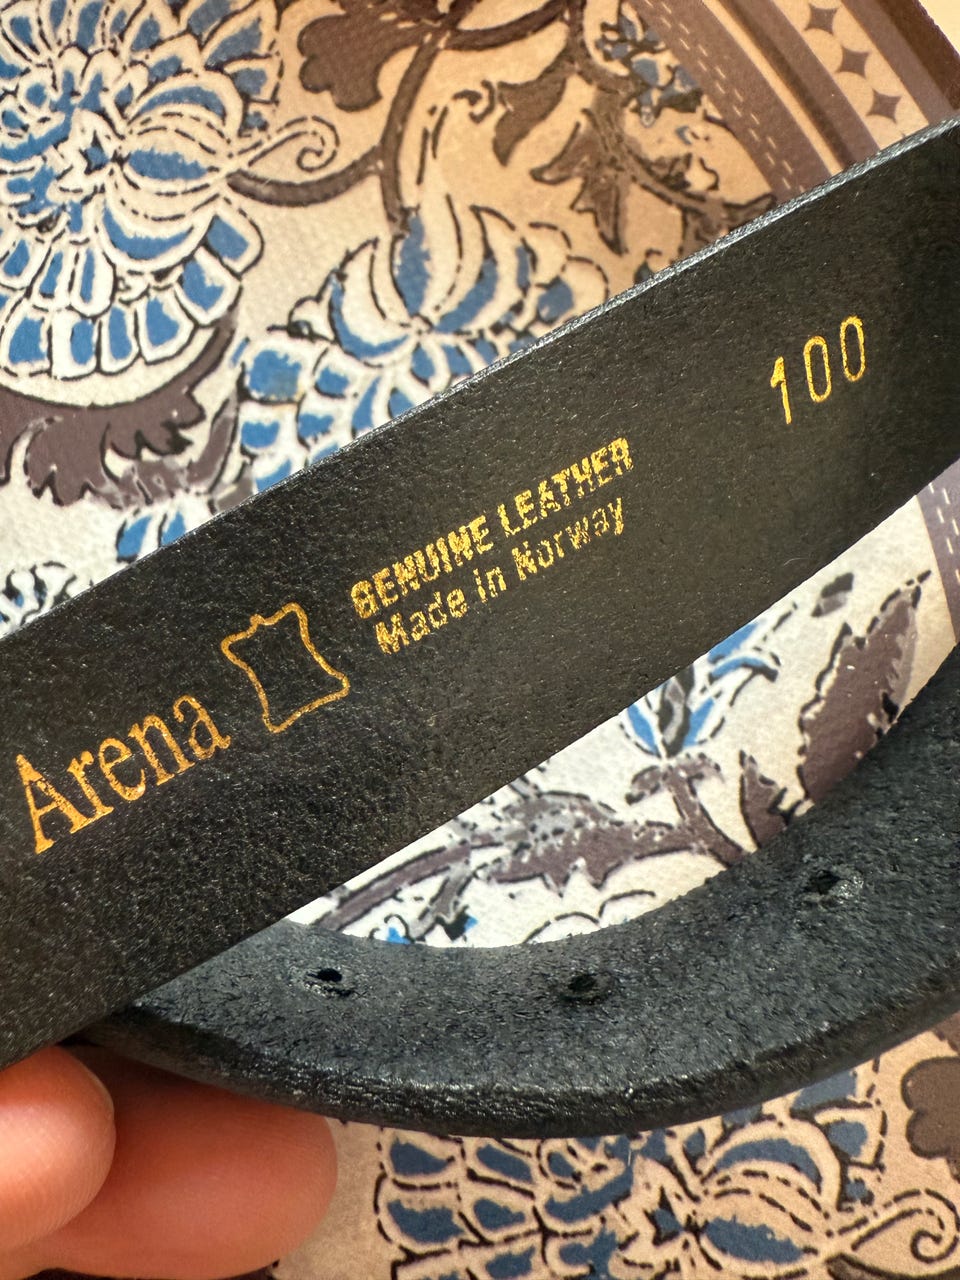 Arena
GENUINE LEATHER
Made in Norway
100